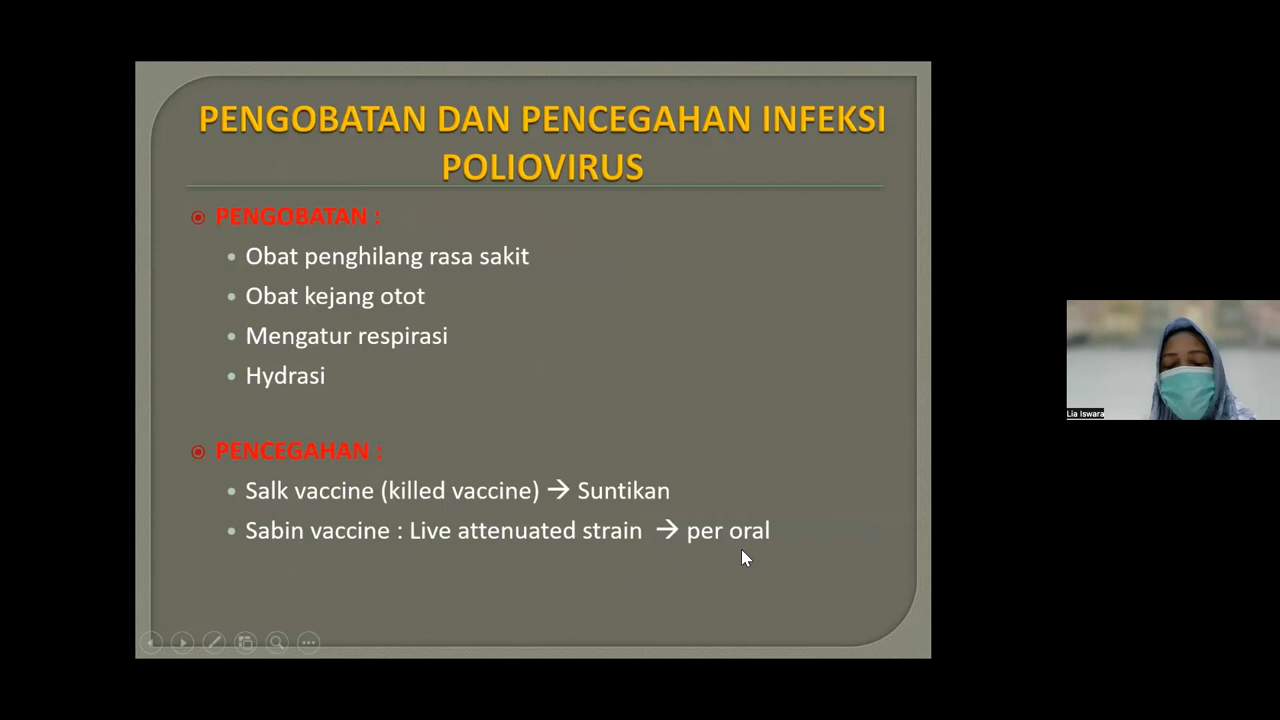 PENGOBATAN DAN PENCEGAHAN INFEKSI
POLIOVIRUS
PENGOBATAN :
Obat penghilang rasa sakit
Obat kejang otot
Mengatur respirasi
Hydrasi
PENCEGAHAN :
Salk vaccine (killed vaccine) → Suntikan
Sabin vaccine : Live attenuated strain → per oral
Lia Iswara